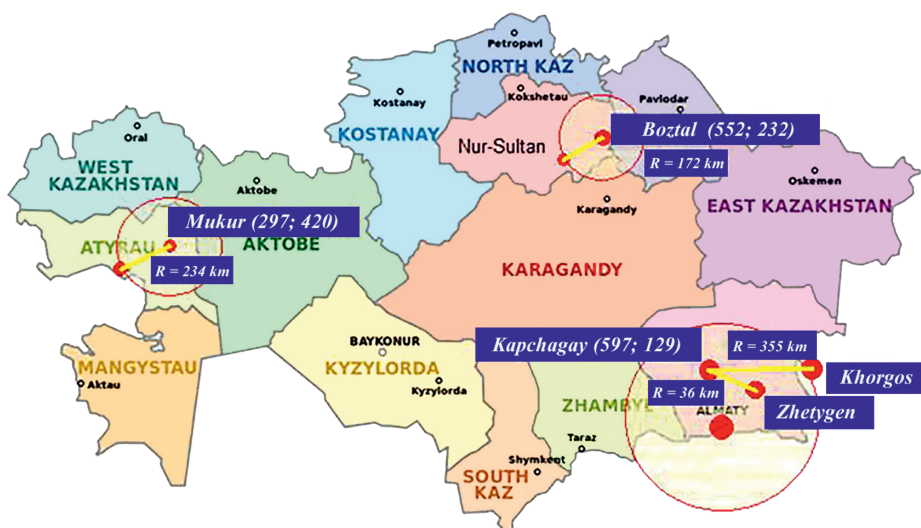 Petropavl
NORTH KAZ
Kokshetau
Kostanay
KOSTANAY
Pavlodar
Boztal (552; 232)
R = 172 km
Nur-Sultan
Oral
WEST
KAZAKHSTAN
Aktobe
Mukur (297; 420)
ATYRAU
AKTOBE
R = 234 km
Karagandy
Oskemen
EAST KAZAKHSTAN
KARAGANDY
Kapchagay (597; 129)
R = 355 km
Khorgos
R = 36 km
Zhetygen
ALMATY
BAYKONUR
KYZYLORDA
Kyzylorda
MANGYSTAU
Aktau
ZHAMBYL
Taraz
Shymkent
SOUTH
KAZ